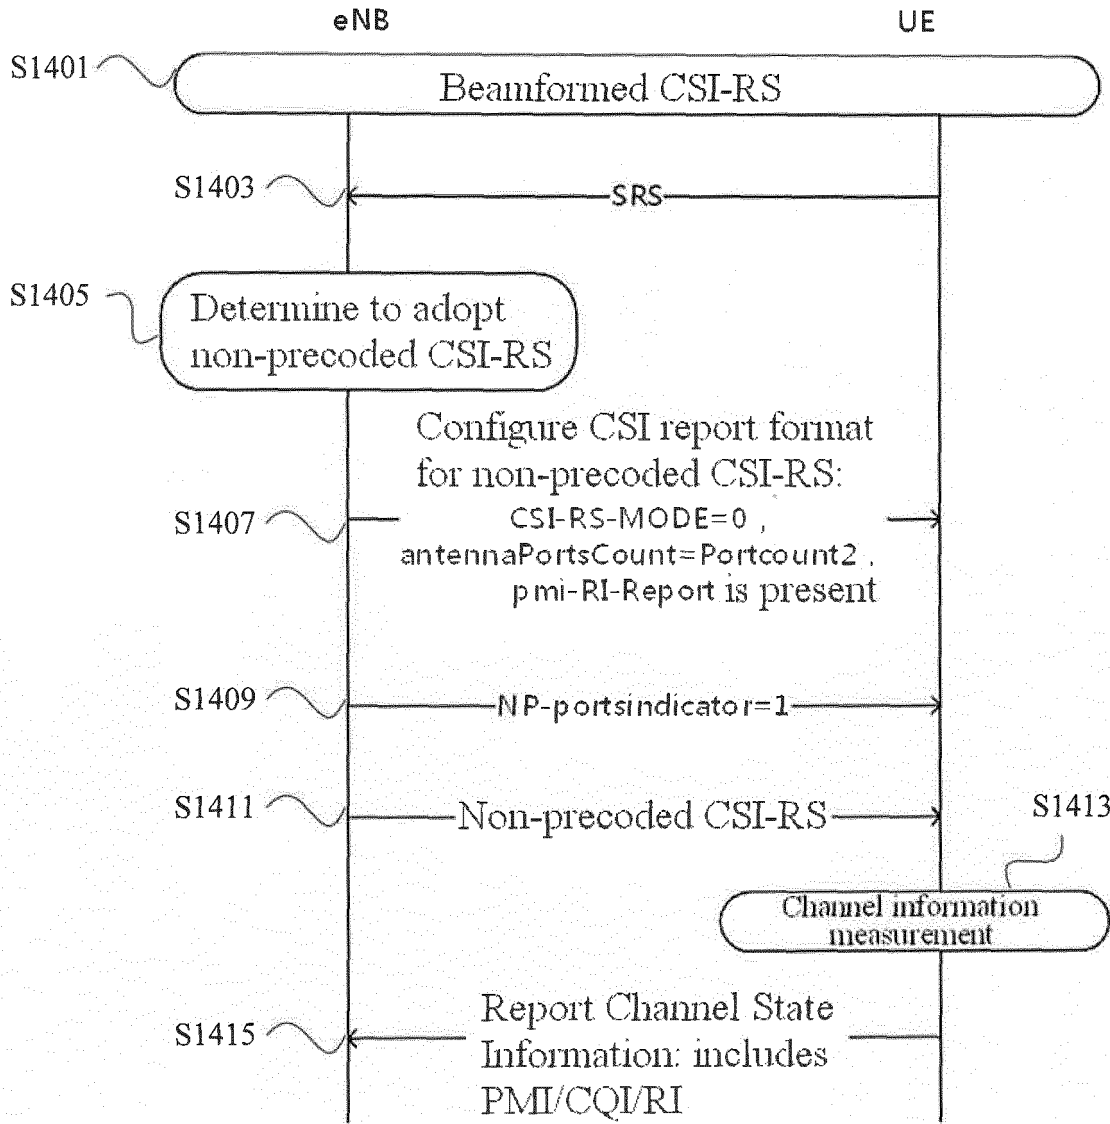 eNB
UE
S1401
Beamformed CSI-RS
S1403
SRS
S1405
Determine to adopt
non-precoded CSI-RS
Configure CSI report format
for non-precoded CSI-RS:
S1407
CSI-RS-MODE=0 ,
antennaPortsCount=Portcount2 ,
pmi-RI-Report is present
S1409
NP-portsindicator=1
S1411
Non-precoded CSI-RS
S1413
Channel information
measurement
S1415
Report Channel State
Information: includes
PMI/CQI/RI